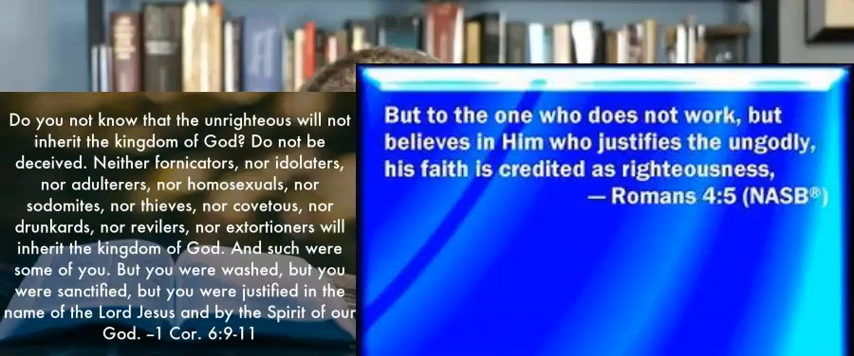 Do you not know that the unrighteous will not
inherit the kingdom of God? Do not be
deceived. Neither fornicators, nor idolaters,
nor adulterers, nor homosexuals, nor
sodomites, nor thieves, nor covetous, nor
drunkards, nor revilers, nor extortioners will
inherit the kingdom of God. And such were
some of you. But you were washed, but you
were sanctified, but you were justified in the
name of the Lord Jesus and by the Spirit of our
God. –1 Cor. 6:9-11
But to the one who does not work, but
believes in Him who justifies the ungodly,
his faith is credited as righteousness,
— Romans 4:5 (NASB®)